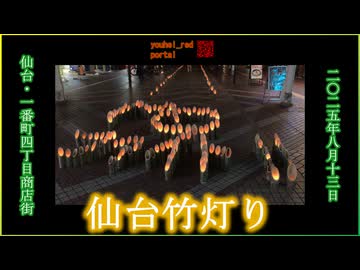 youhei_red
portal
二〇二五年八月十三日
仙台・一番町四丁目商店街
仙台竹灯り